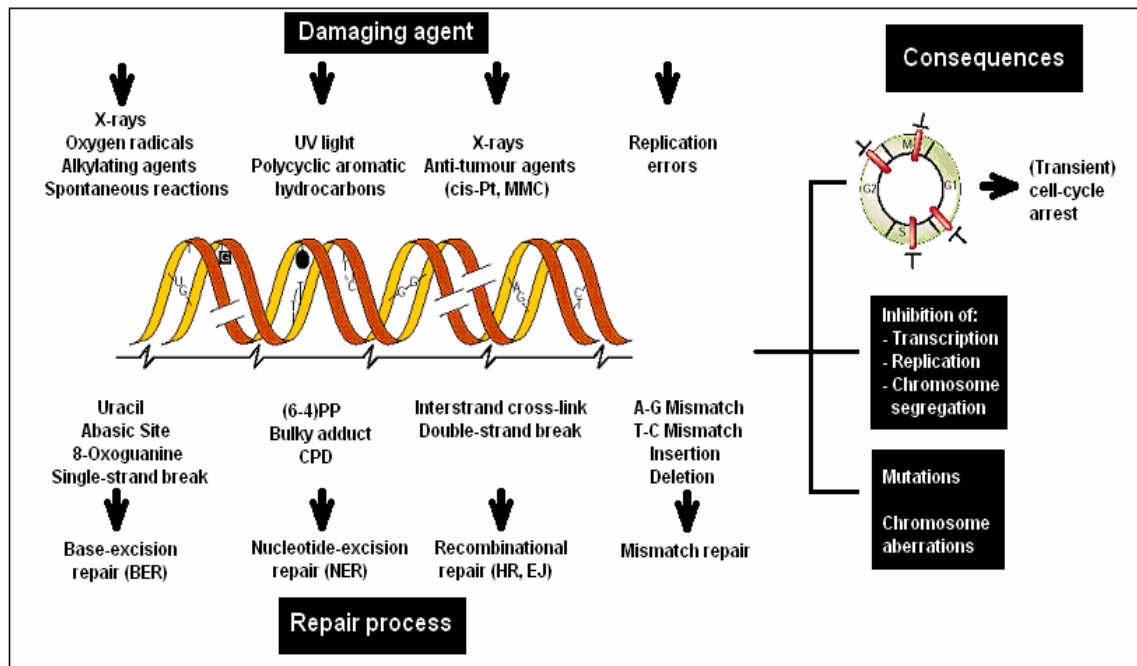 Damaging agent
X-rays
Oxygen radicals
Alkylating agents
Spontaneous reactions
UV light
Polycyclic aromatic
hydrocarbons
X-rays
Anti-tumour agents
(cis-Pt, MMC)
Replication
errors
U
G
G
T
T
C
G
G
A
G
C
T
Uracil
Abasic Site
8-Oxoguanine
Single-strand break
(6-4)PP
Bulky adduct
CPD
Interstrand cross-link
Double-strand break
A-G Mismatch
T-C Mismatch
Insertion
Deletion
Base-excision
repair (BER)
Nucleotide-excision
repair (NER)
Recombinational
repair (HR, EJ)
Mismatch repair
Repair process
Consequences
M
G1
S
G2
(Transient)
cell-cycle
arrest
Inhibition of:
- Transcription
- Replication
- Chromosome
segregation
Mutations
Chromosome
aberrations